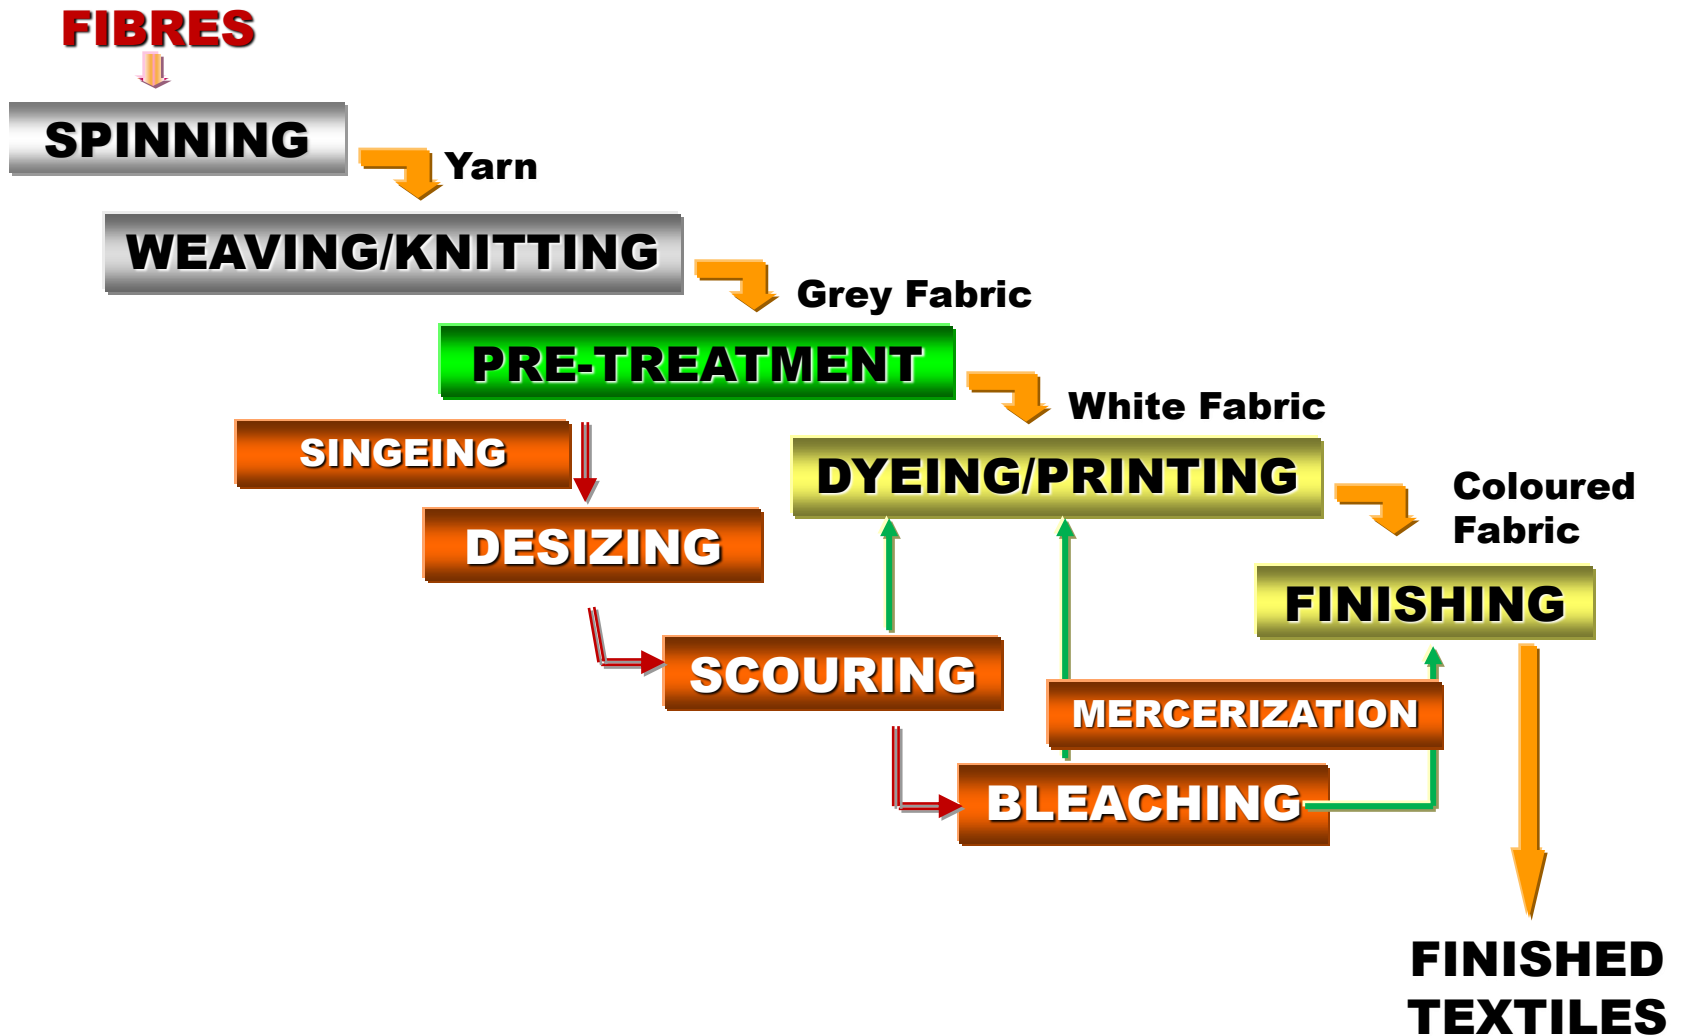 FIBRES
SPINNING
Yarn
WEAVING/KNITTING
Grey Fabric
PRE-TREATMENT
White Fabric
SINGEING
DYEING/PRINTING
Coloured
Fabric
DESIZING
FINISHING
SCOURING
MERCERIZATION
BLEACHING
FINISHED
TEXTILES